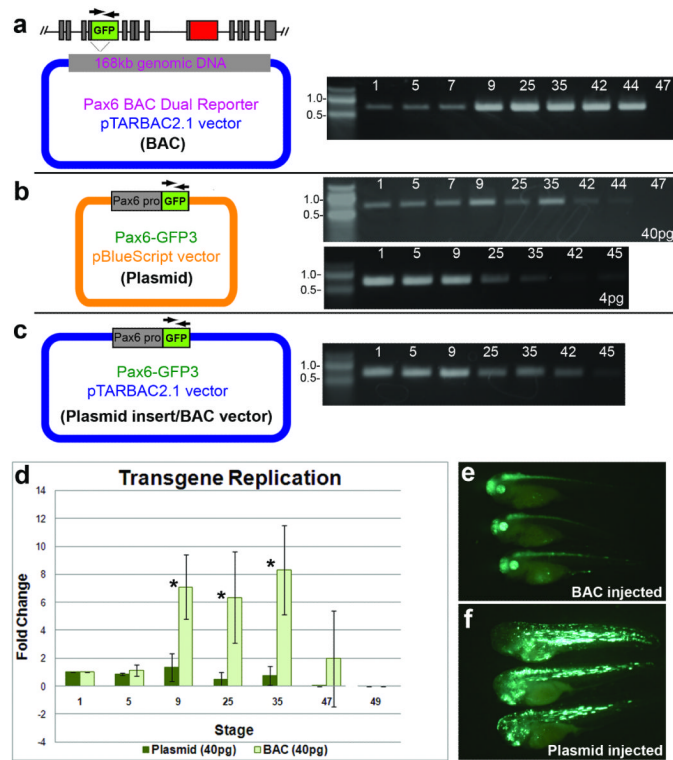 a
GFP
168kb genomic DNA
Pax6 BAC Dual Reporter
pTARBAC2.1 vector
(BAC)
1 5 7 9 25 35 42 44 47
1.0-
0.5-
b
Pax6 pro GFP
Pax6-GFP3
pBlueScript vector
(Plasmid)
1 5 7 9 25 35 42 44 47
1.0-
0.5-
40pg
1 5 9 25 35 42 45
1.0-
0.5-
4pg
c
Pax6 pro GFP
Pax6-GFP3
pTARBAC2.1 vector
(Plasmid insert/BAC vector)
1 5 9 25 35 42 45
1.0-
0.5-
d
Transgene Replication
Fold Change
14
12
10
8
6
4
2
0
-2
-4
* * *
1 5 9 25 35 47 49
Stage
Plasmid (40pg) BAC (40pg)
e
BAC injected
f
Plasmid injected